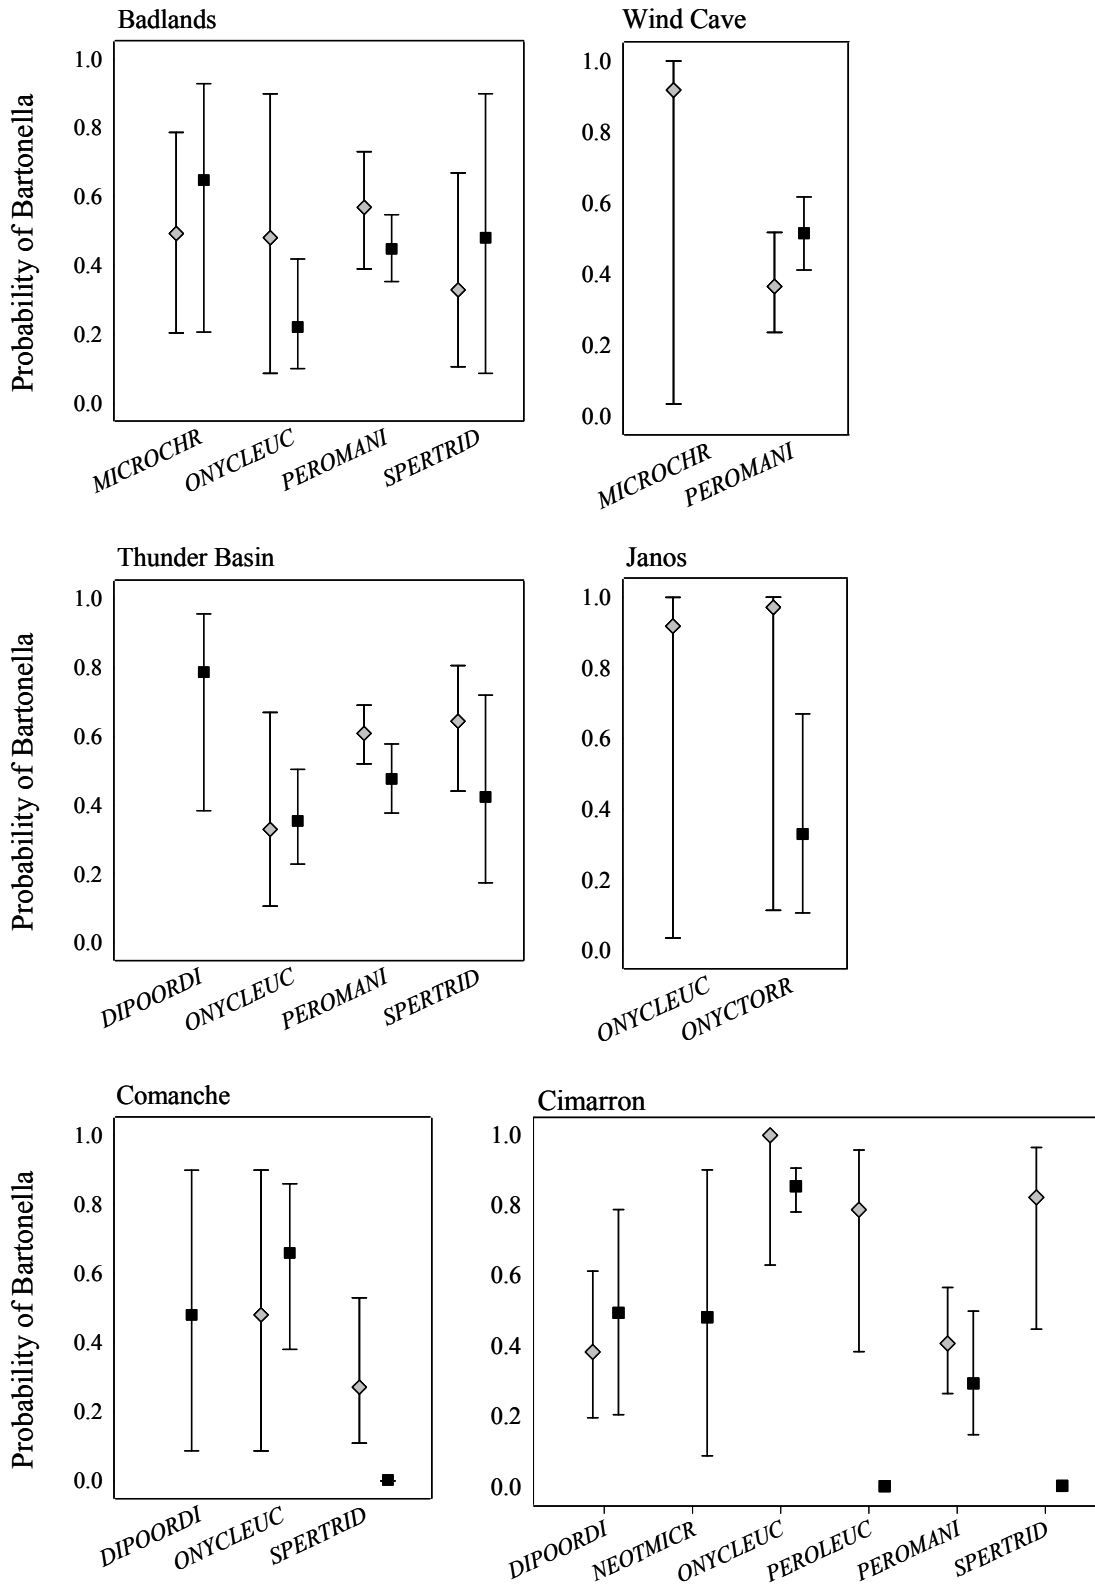 Badlands
Probability of Bartonella
1.0
0.8
0.6
0.4
0.2
0.0
MICROCHR
ONYCLEUC
PEROMANI
SPERTRID
Wind Cave
1.0
0.8
0.6
0.4
0.2
0.0
MICROCHR
PEROMANI
Thunder Basin
Probability of Bartonella
1.0
0.8
0.6
0.4
0.2
0.0
DIPOORDI
ONYCLEUC
PEROMANI
SPERTRID
Janos
1.0
0.8
0.6
0.4
0.2
0.0
ONYCLEUC
ONYCTORR
Comanche
Probability of Bartonella
1.0
0.8
0.6
0.4
0.2
0.0
DIPOORDI
ONYCLEUC
SPERTRID
Cimarron
1.0
0.8
0.6
0.4
0.2
0.0
DIPOORDI
NEOTMICR
ONYCLEUC
PEROLEUC
PEROMANI
SPERTRID